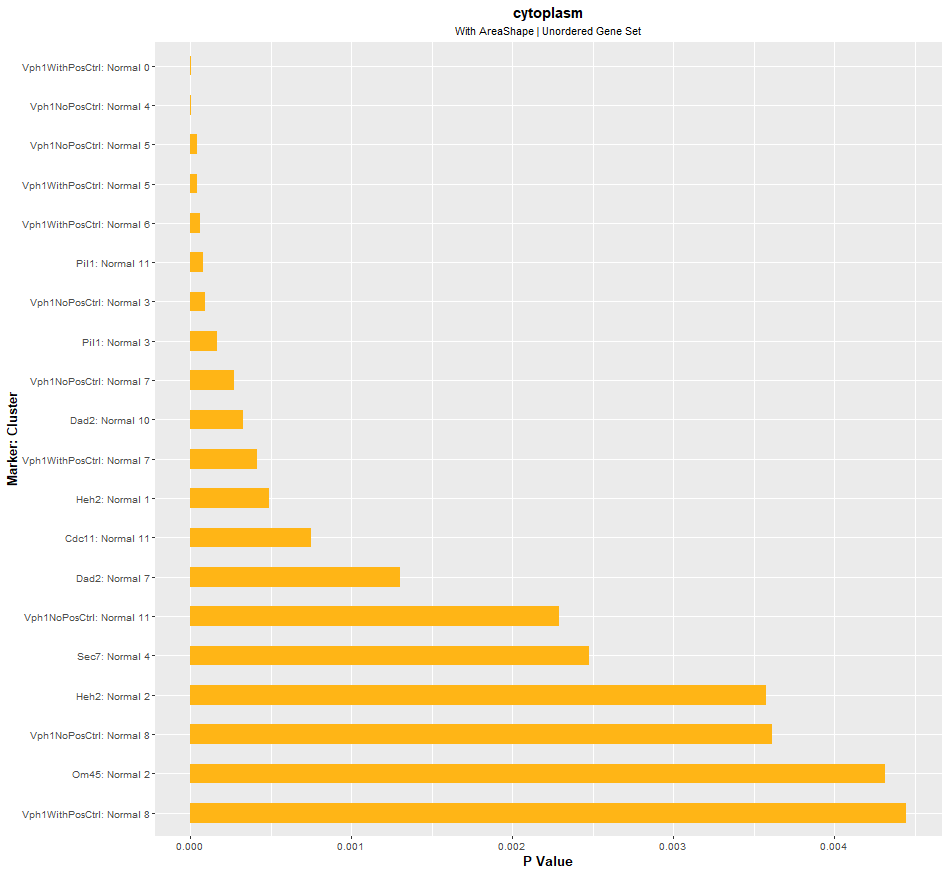 cytoplasm
With AreaShape | Unordered Gene Set
Marker: Cluster
Vph1WithPosCtrl: Normal 0
Vph1NoPosCtrl: Normal 4
Vph1NoPosCtrl: Normal 5
Vph1WithPosCtrl: Normal 5
Vph1WithPosCtrl: Normal 6
Pil1: Normal 11
Vph1NoPosCtrl: Normal 3
Pil1: Normal 3
Vph1NoPosCtrl: Normal 7
Dad2: Normal 10
Vph1WithPosCtrl: Normal 7
Heh2: Normal 1
Cdc11: Normal 11
Dad2: Normal 7
Vph1NoPosCtrl: Normal 11
Sec7: Normal 4
Heh2: Normal 2
Vph1NoPosCtrl: Normal 8
Om45: Normal 2
Vph1WithPosCtrl: Normal 8
0.000 0.001 0.002 0.003 0.004
P Value